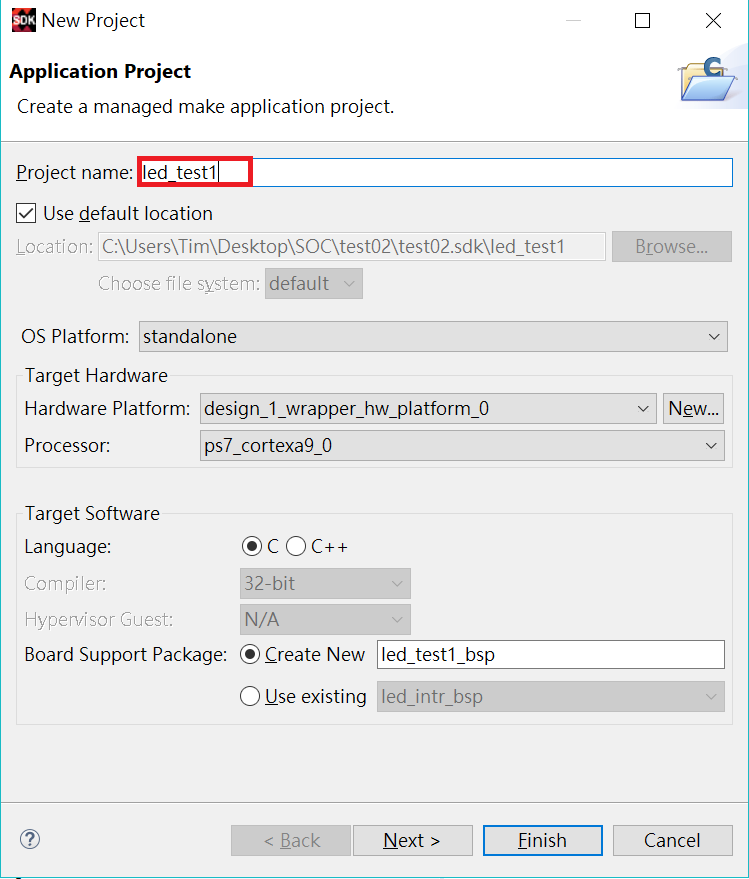 SDK New Project
Application Project
Create a managed make application project.
C
Project name: led_test1
Use default location
Location: C:\Users\Tim\Desktop\SOC\test02\test02.sdk\led_test1 Browse...
Choose file system: default
OS Platform: standalone
Target Hardware
Hardware Platform: design_1_wrapper_hw_platform_0 New...
Processor: ps7_cortexa9_0
Target Software
Language: C C++
Compiler: 32-bit
Hypervisor Guest: N/A
Board Support Package: Create New led_test1_bsp
Use existing led_intr_bsp
? < Back Next > Finish Cancel